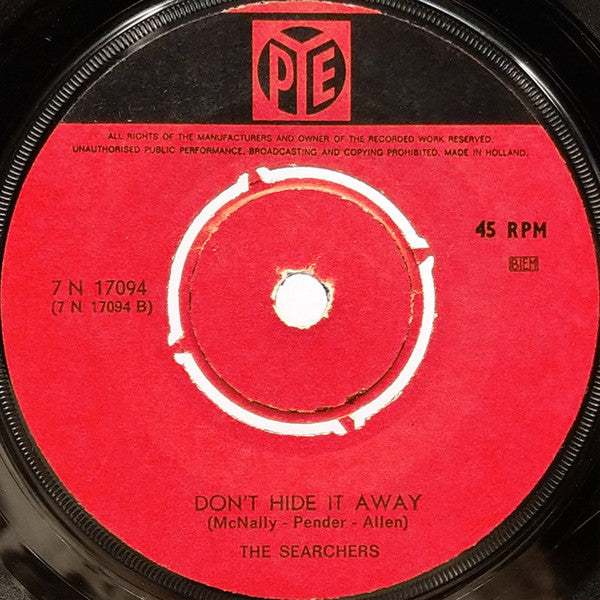 PYE
ALL RIGHTS OF THE MANUFACTURERS AND OWNER OF THE RECORDED WORK RESERVED.
UNAUTHORISED PUBLIC PERFORMANCE, BROADCASTING AND COPYING PROHIBITED. MADE IN HOLLAND.
45 RPM
BIEM
7 N 17094
(7 N 17094 B)
DON'T HIDE IT AWAY
(McNally - Pender - Allen)
THE SEARCHERS